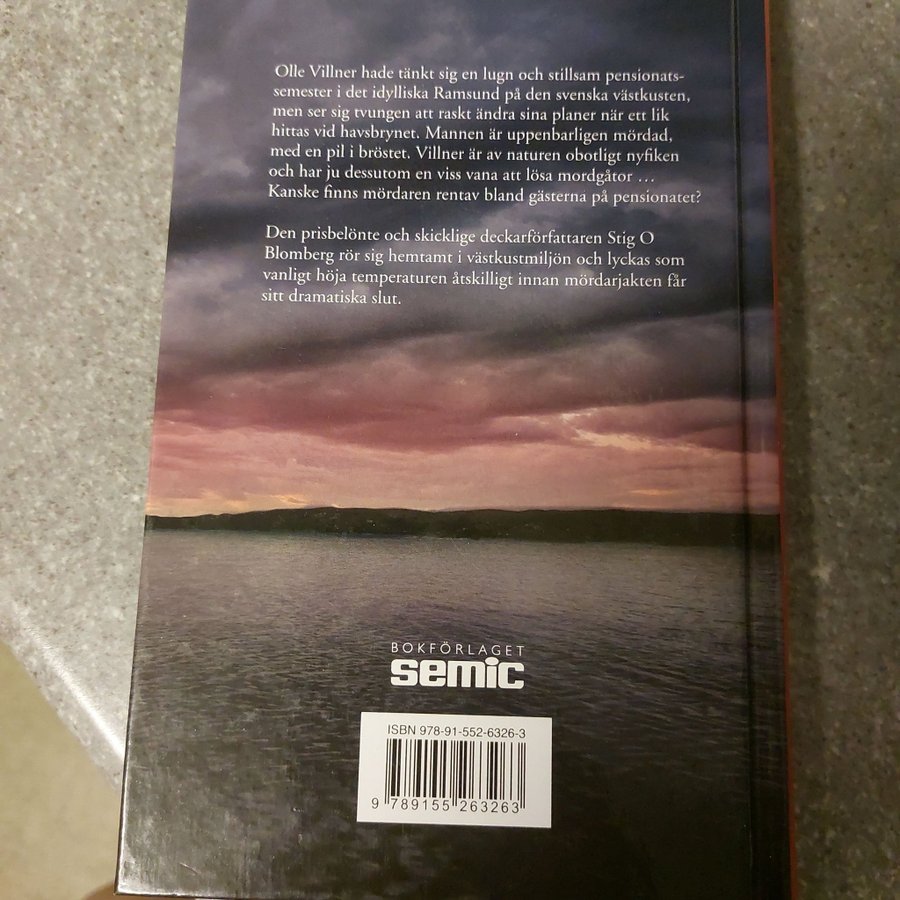 Olle Villner hade tänkt sig en lugn och stillsam pensionats-
semester i det idylliska Ramsund på den svenska västkusten,
men ser sig tvungen att raskt ändra sina planer när ett lik
hittas vid havsbrynet. Mannen är uppenbarligen mördad,
med en pil i bröstet. Villner är av naturen obotligt nyfiken
och har ju dessutom en viss vana att lösa mordgåtor …
Kanske finns mördaren rentav bland gästerna på pensionatet?
Den prisbelönte och skicklige deckarförfattaren Stig O
Blomberg rör sig hemtamt i västkustmiljön och lyckas som
vanligt höja temperaturen åtskilligt innan mördarjakten får
sitt dramatiska slut.
BOKFÖRLAGET
semic
ISBN 978-91-552-6326-3
9 789155 263263